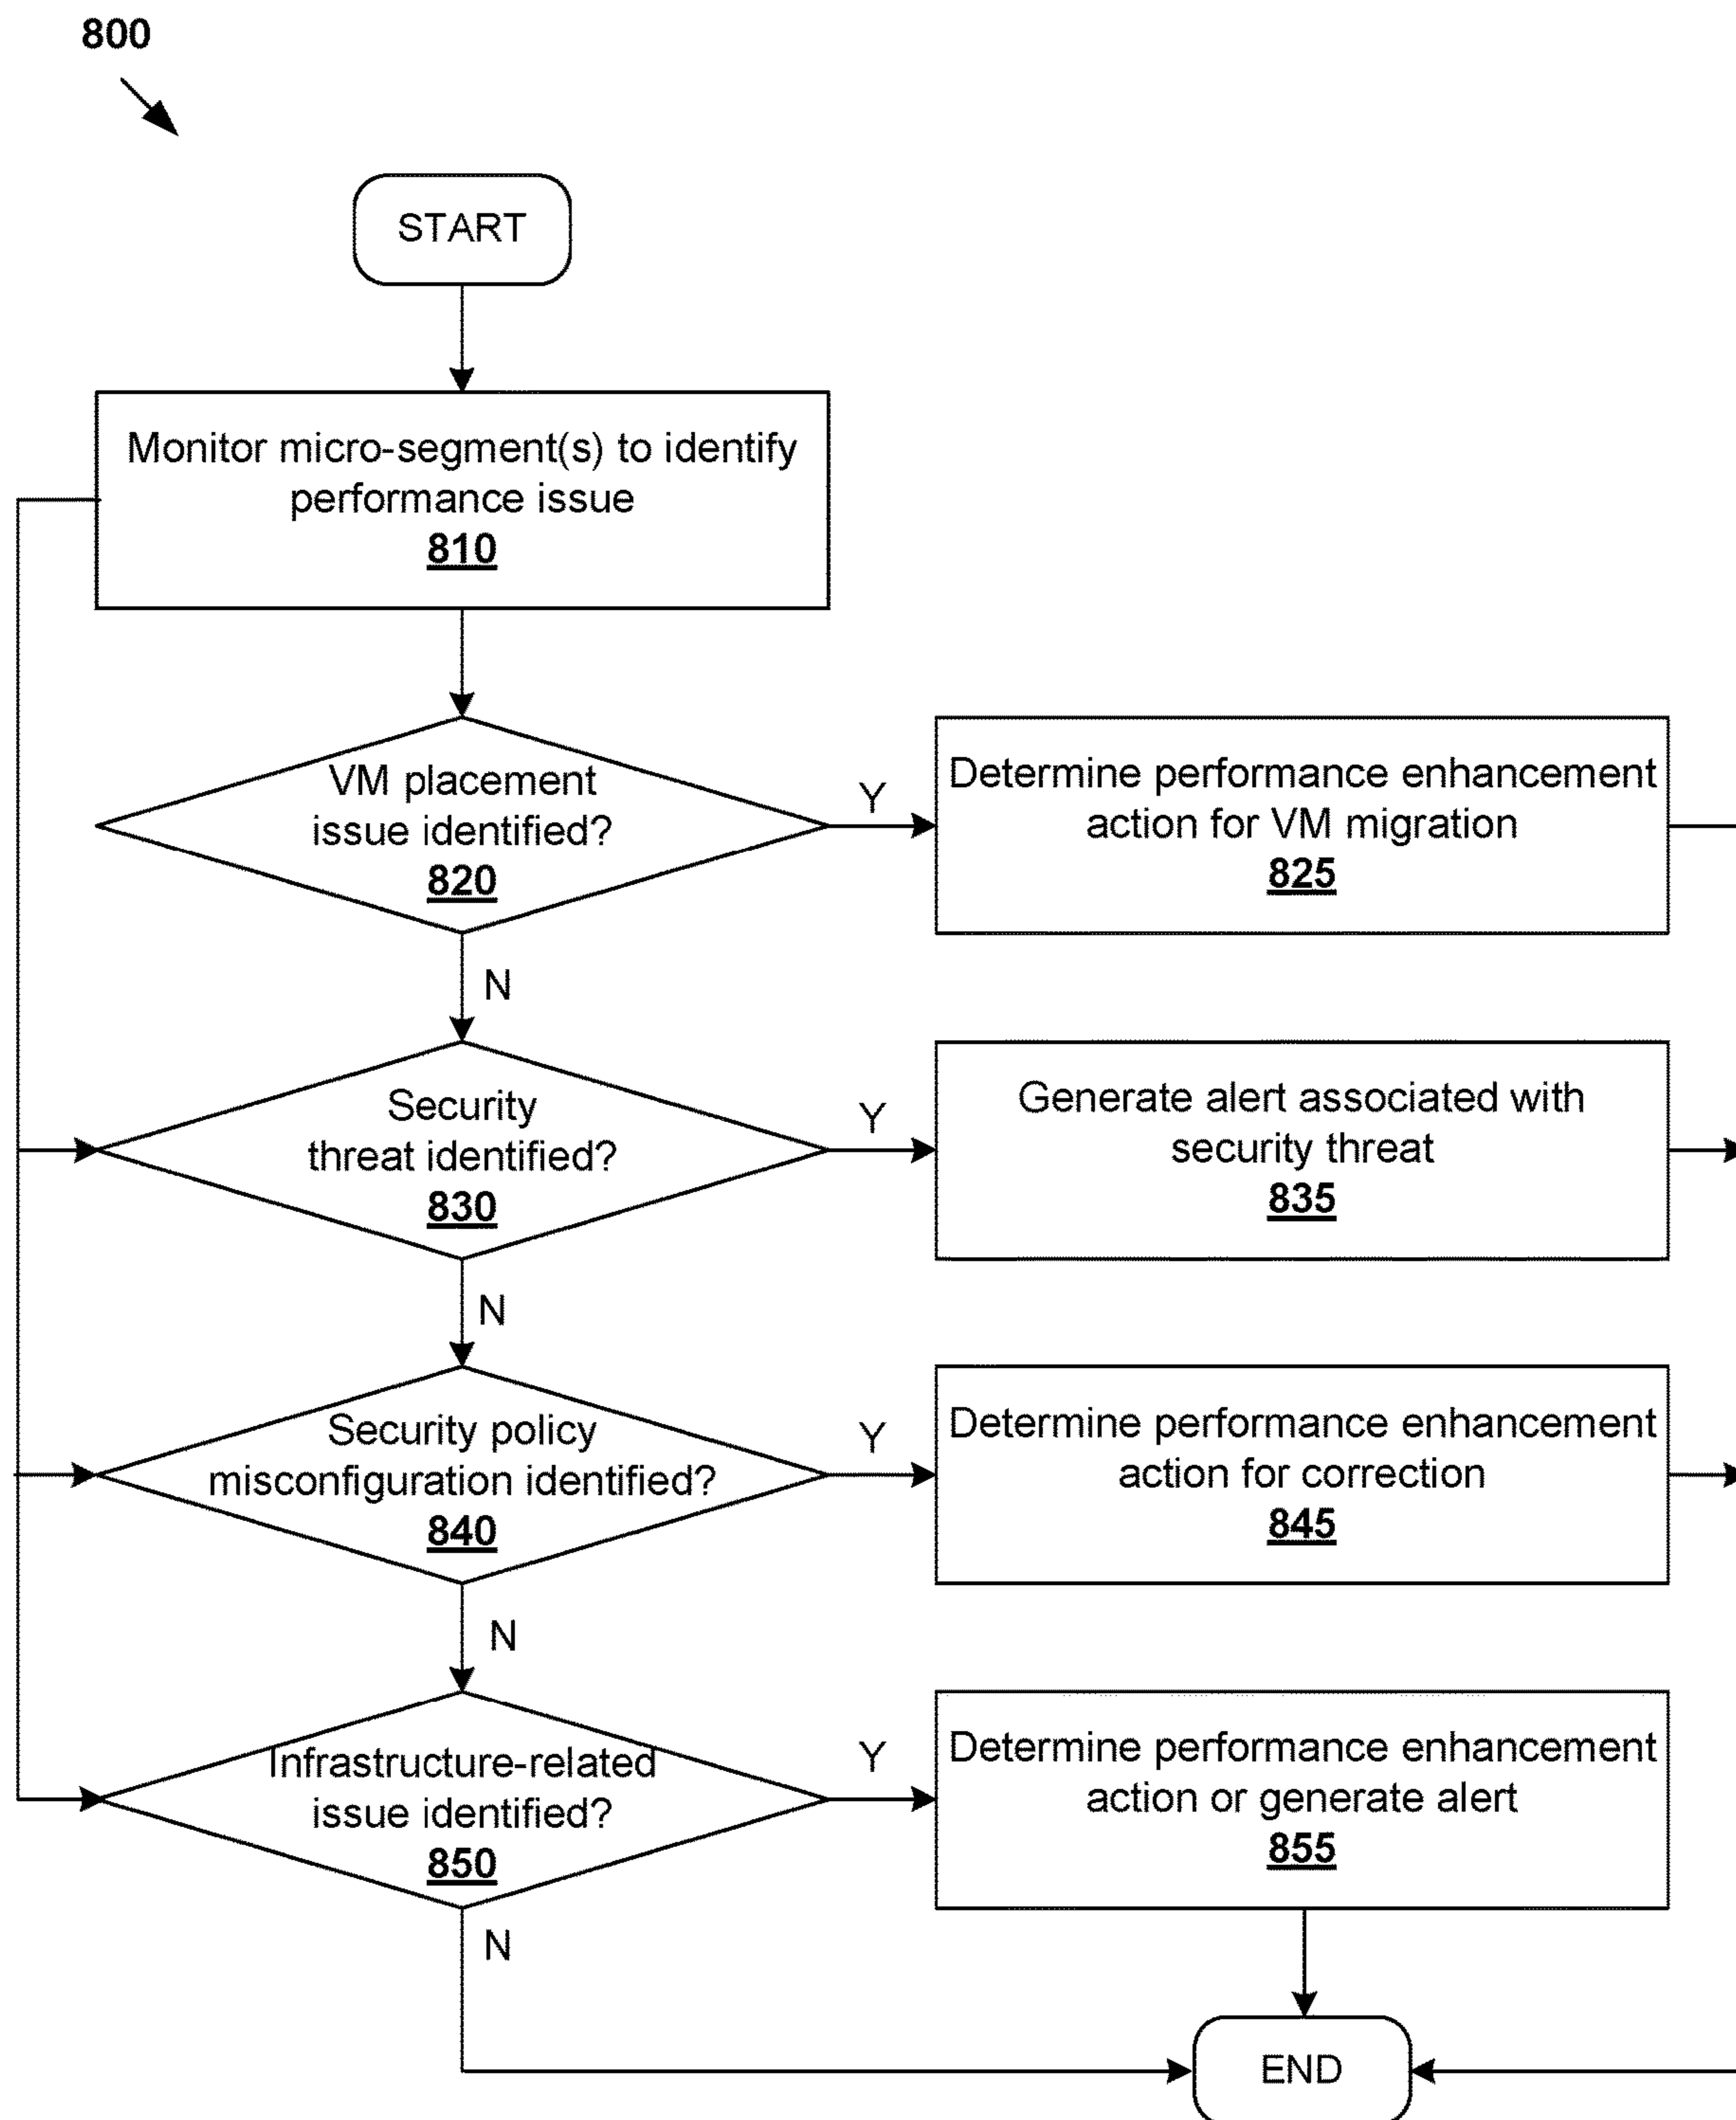 800
START
Monitor micro-segment(s) to identify
performance issue
810
VM placement
issue identified?
820
Y
Determine performance enhancement
action for VM migration
825
N
Security
threat identified?
830
Y
Generate alert associated with
security threat
835
N
Security policy
misconfiguration identified?
840
Y
Determine performance enhancement
action for correction
845
N
Infrastructure-related
issue identified?
850
Y
Determine performance enhancement
action or generate alert
855
N
END